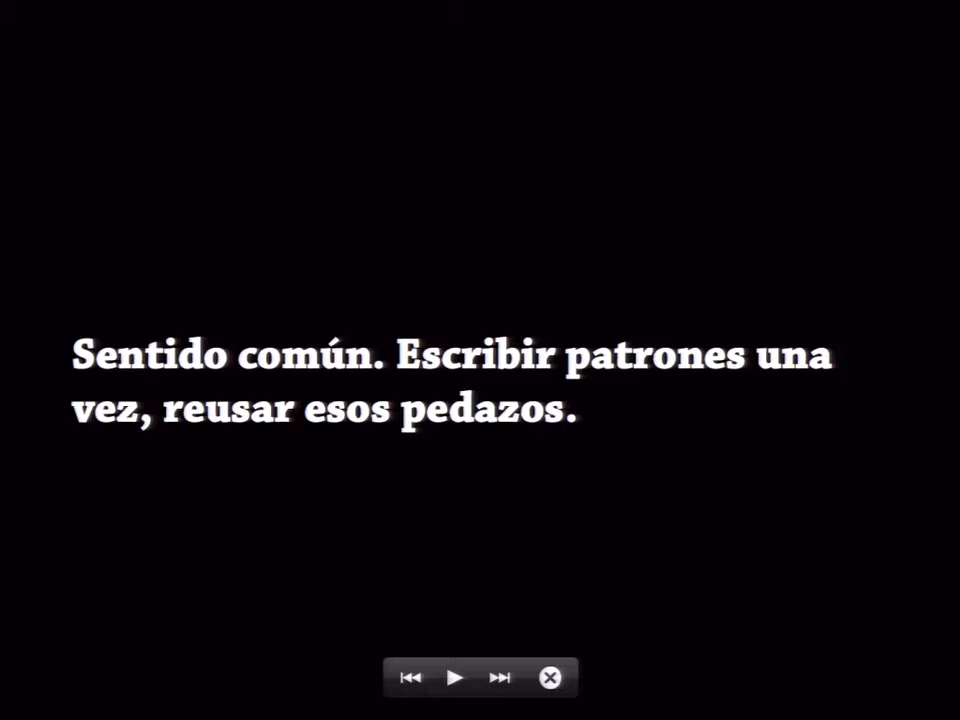 Sentido común. Escribir patrones una
vez, reusar esos pedazos.